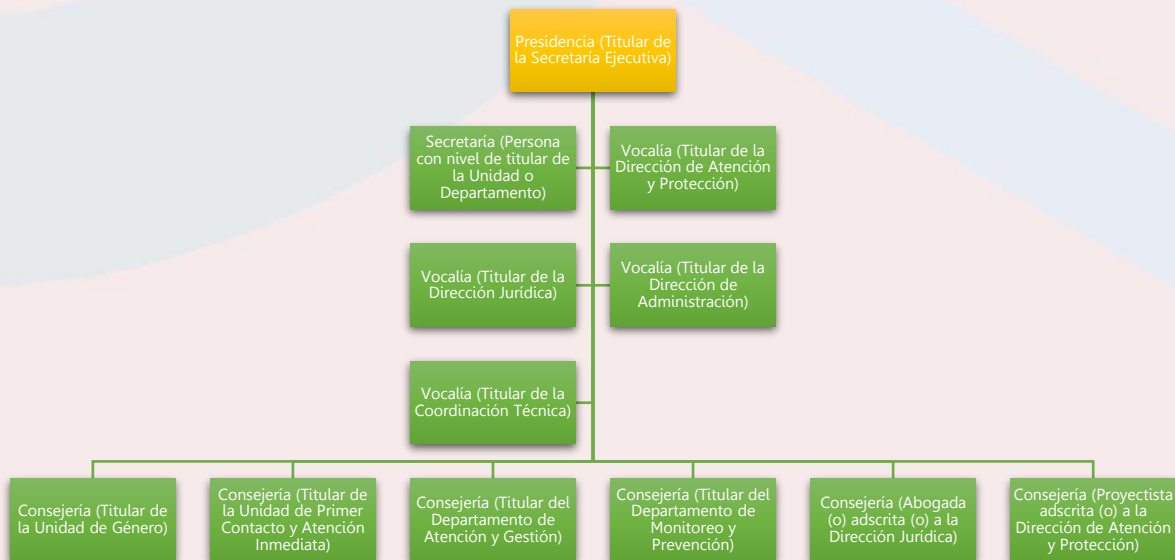 Presidencia (Titular de
la Secretaría Ejecutiva)
Secretaría (Persona
con nivel de titular de
la Unidad o
Departamento)
Vocalía (Titular de la
Dirección de Atención
y Protección)
Vocalía (Titular de la
Dirección Jurídica)
Vocalía (Titular de la
Dirección de
Administración)
Vocalía (Titular de la
Coordinación Técnica)
Consejería (Titular de
la Unidad de Género)
Consejería (Titular de
la Unidad de Primer
Contacto y Atención
Inmediata)
Consejería (Titular del
Departamento de
Atención y Gestión)
Consejería (Titular del
Departamento de
Monitoreo y
Prevención)
Consejería (Abogada
(o) adscrita (o) a la
Dirección Jurídica)
Consejería (Proyectista
adscrita (o) a la
Dirección de Atención
y Protección)